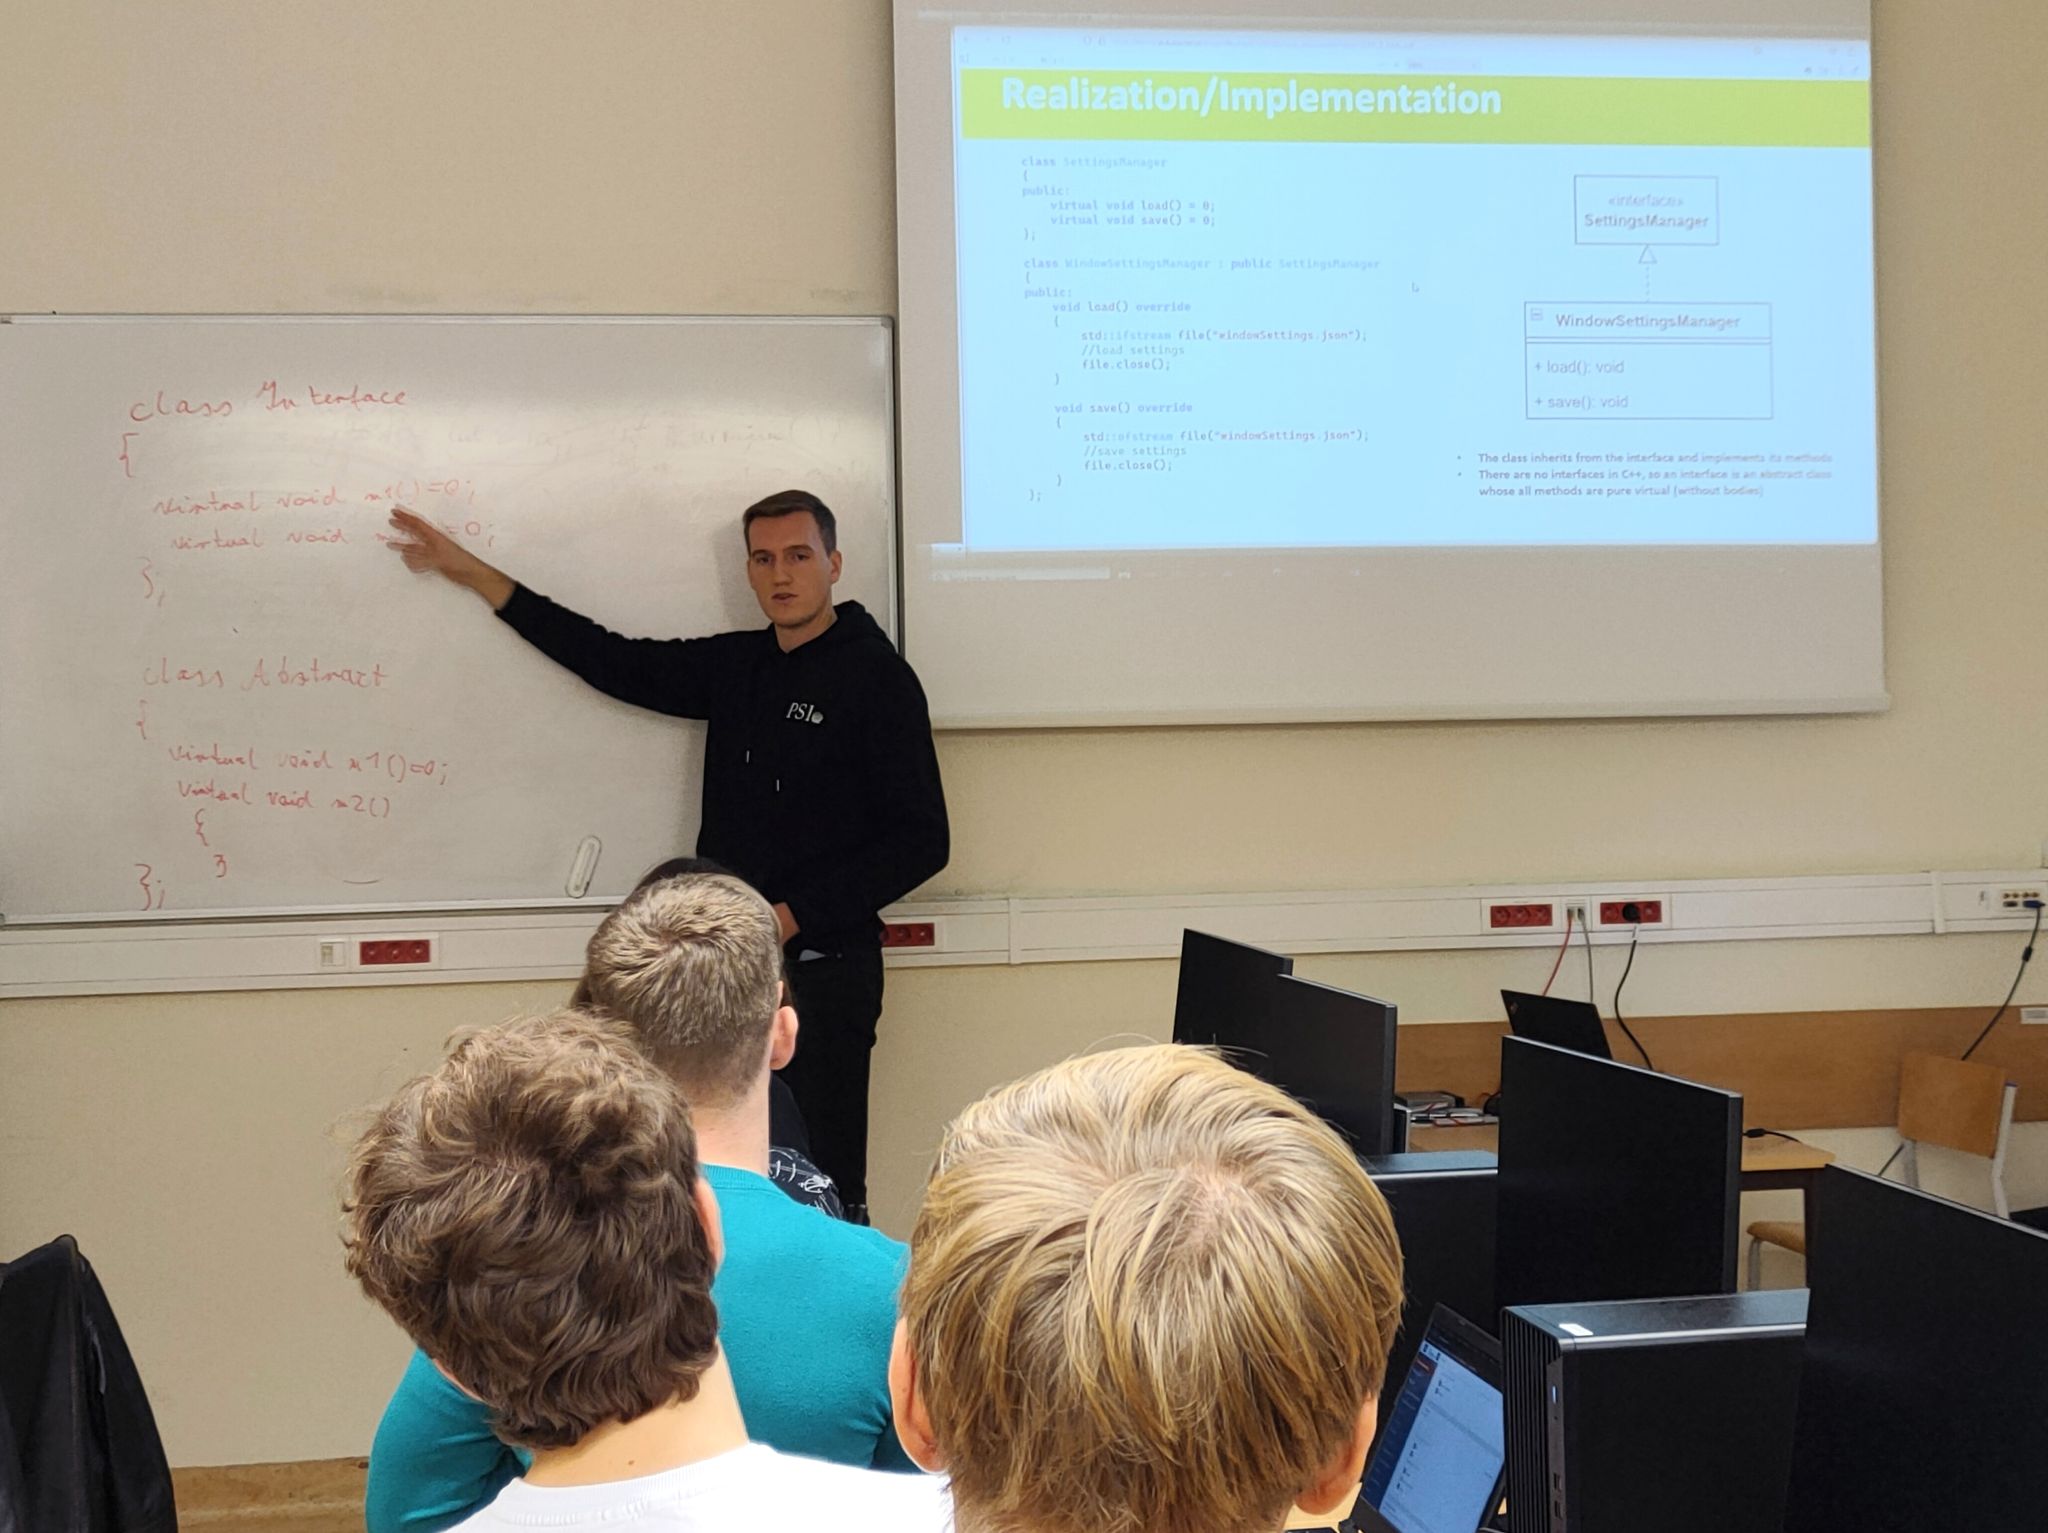 class Interface
{
virtual void m1()=0;
virtual void =0;
};
class Abstract
{
virtual void m1()=0;
virtual void m2()
{
}
};
PSI
Realization/Implementation
class SettingsManager
{
public:
virtual void load() = 0;
virtual void save() = 0;
};
class WindowSettingsManager : public SettingsManager
{
public:
void load() override
{
std::ifstream file("windowSettings.json");
//load settings
file.close();
}
void save() override
{
std::ofstream file("windowSettings.json");
//save settings
file.close();
}
};
«interface»
SettingsManager
WindowSettingsManager
+ load(): void
+ save(): void
• The class inherits from the interface and implements its methods
• There are no interfaces in C++, so an interface is an abstract class
whose all methods are pure virtual (without bodies)